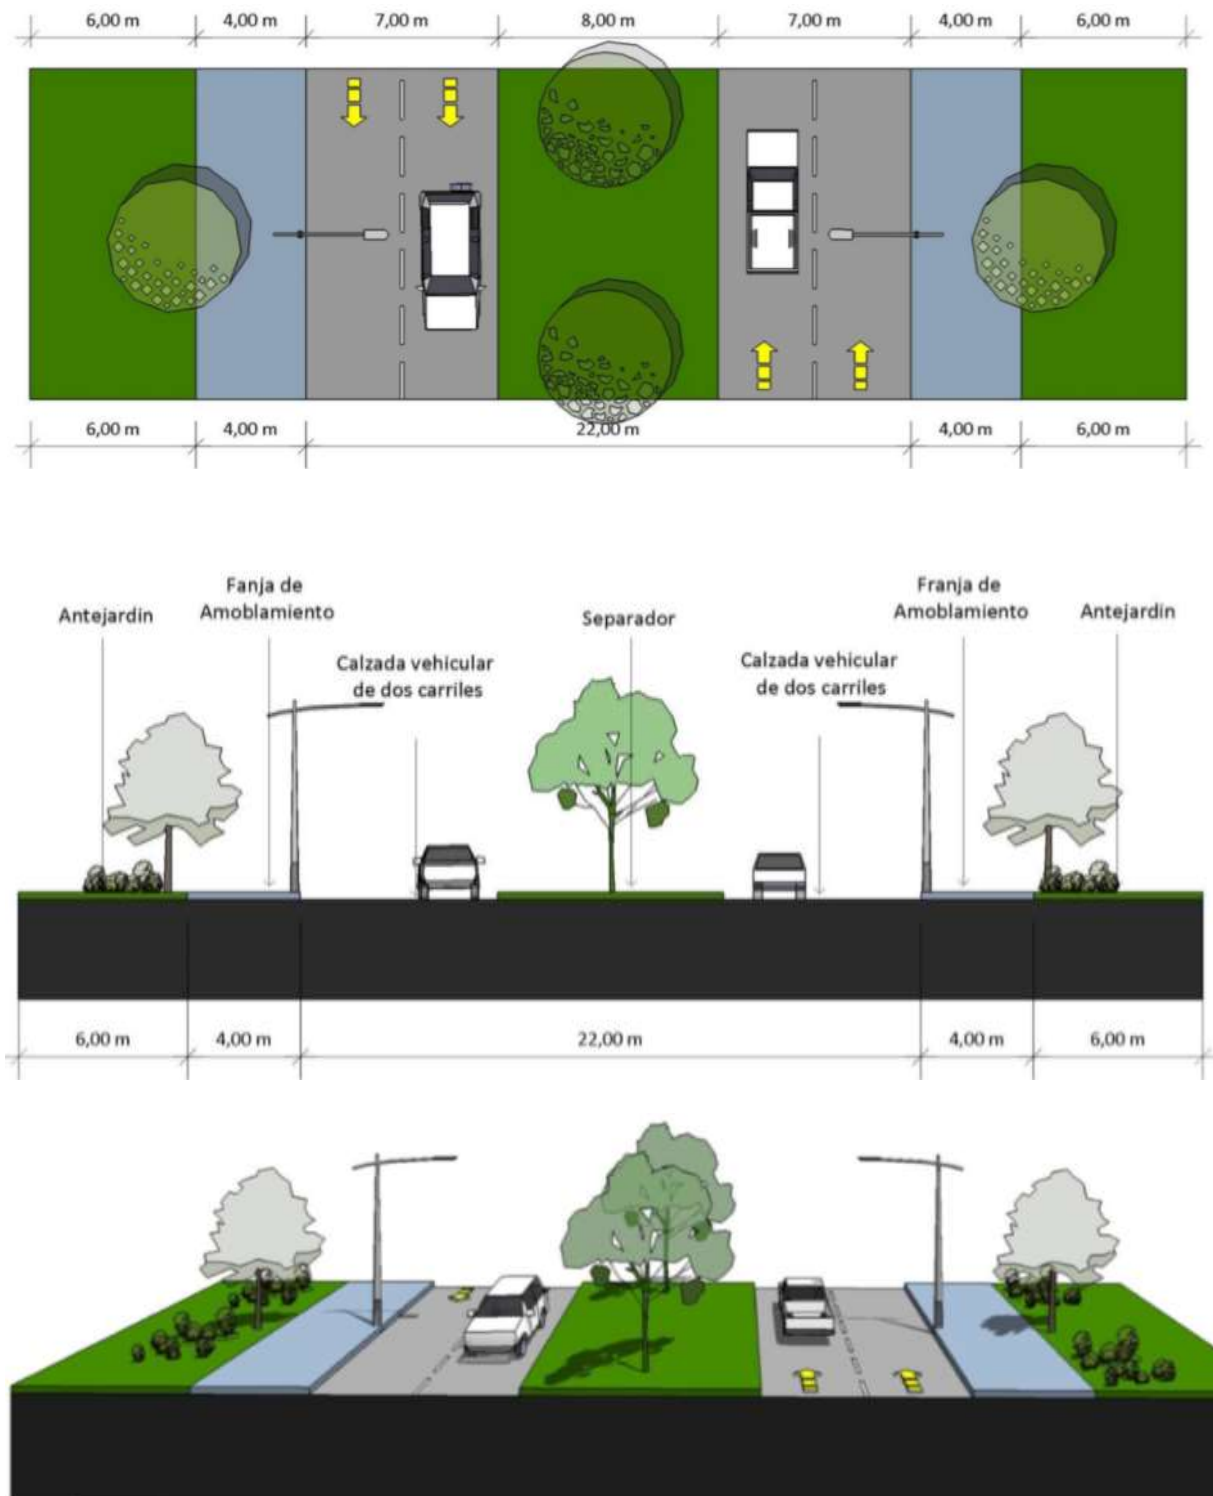 6,00 m 4,00 m 7,00 m 8,00 m 7,00 m 4,00 m 6,00 m
6,00 m 4,00 m 22,00 m 4,00 m 6,00 m
Antejardin
Fanja de
Amoblamiento
Calzada vehicular
de dos carriles
Separador
Calzada vehicular
de dos carriles
Franja de
Amoblamiento
Antejardin
6,00 m 4,00 m 22,00 m 4,00 m 6,00 m